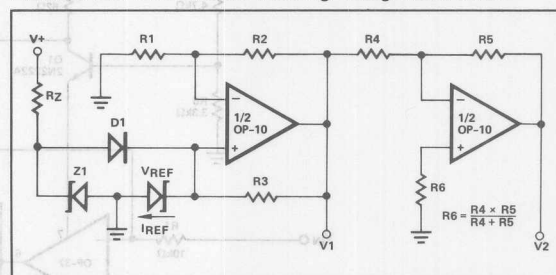 R1
R2
R4
R5
V+
RZ
D1
Z1
VREF
IREF
−
+
1/2
OP-10
R3
V1
−
+
1/2
OP-10
R6
R6 = R4 × R5
R4 + R5
V2